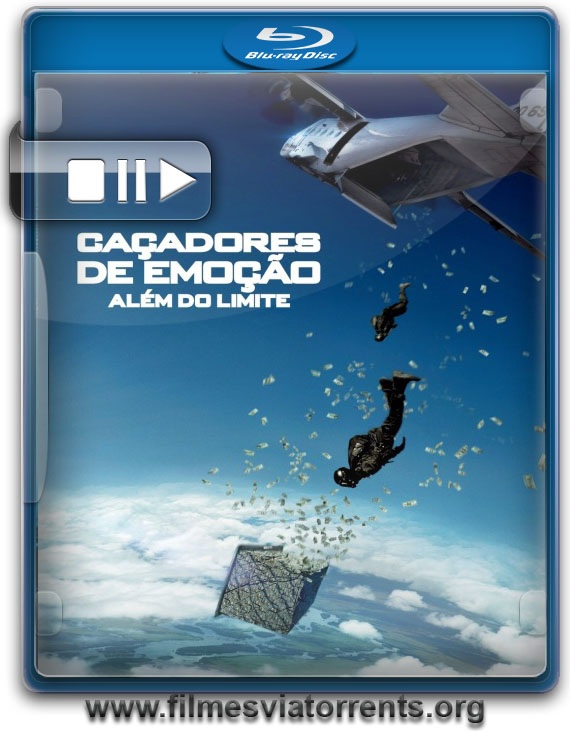 Blu-ray Disc
CAÇADORES
DE EMOÇÃO
ALÉM DO LIMITE
www.filmesviatorrents.org